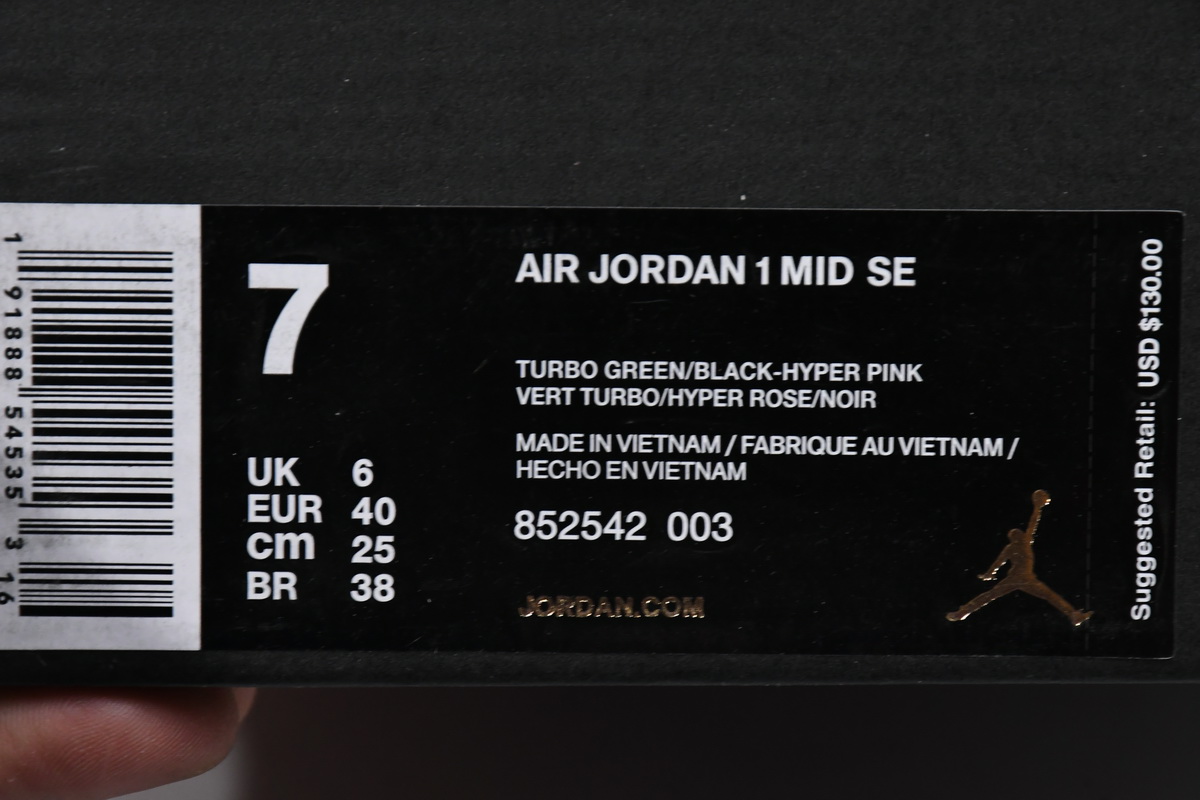 1 91888 54535 3 16
7
UK 6
EUR 40
cm 25
BR 38
AIR JORDAN 1 MID SE
TURBO GREEN/BLACK-HYPER PINK
VERT TURBO/HYPER ROSE/NOIR
MADE IN VIETNAM / FABRIQUE AU VIETNAM /
HECHO EN VIETNAM
852542 003
JORDAN.COM
Suggested Retail: USD $130.00